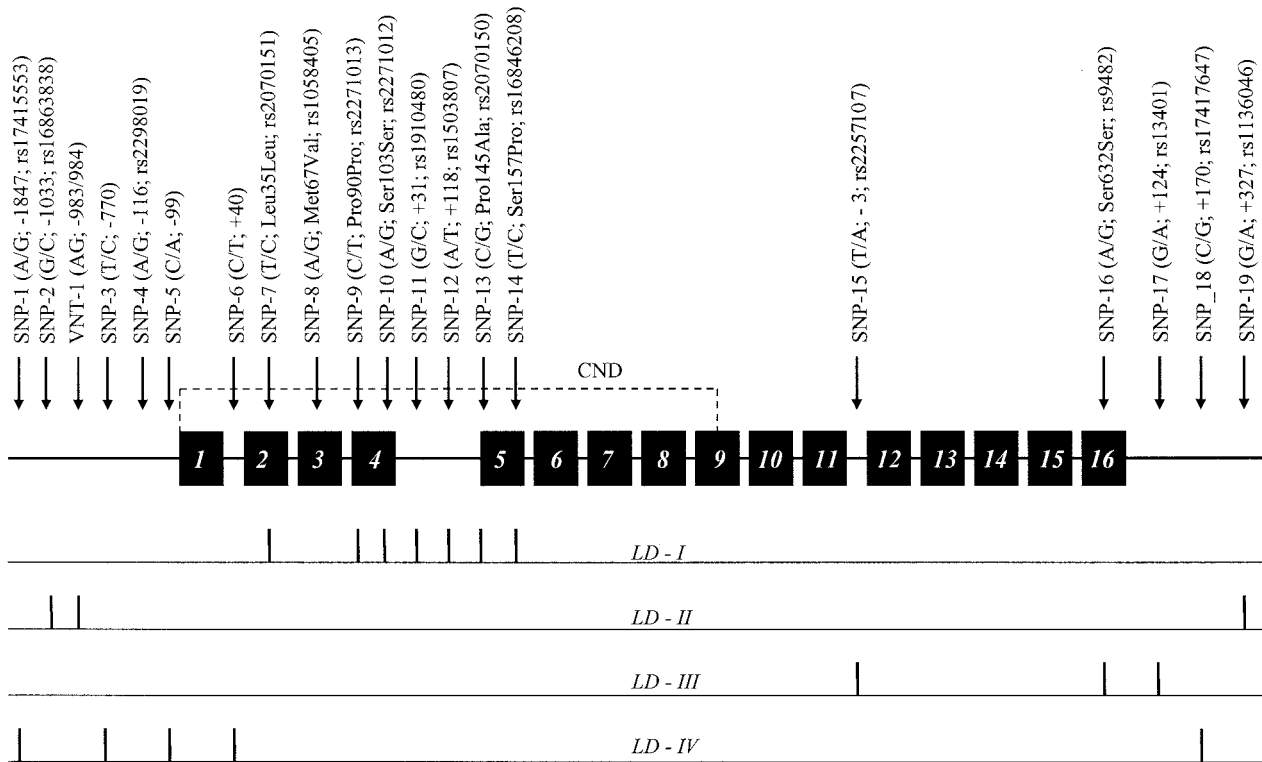 SNP-1 (A/G; -1847; rs17415553)
SNP-2 (G/C; -1033; rs16863838)
VNT-1 (AG; -983/984)
SNP-3 (T/C; -770)
SNP-4 (A/G; -116; rs2298019)
SNP-5 (C/A; -99)
SNP-6 (C/T; +40)
SNP-7 (T/C; Leu35Leu; rs2070151)
SNP-8 (A/G; Met67Val; rs1058405)
SNP-9 (C/T; Pro90Pro; rs2271013)
SNP-10 (A/G; Ser103Ser; rs2271012)
SNP-11 (G/C; +31; rs1910480)
SNP-12 (A/T; +118; rs1503807)
SNP-13 (C/G; Pro145Ala; rs2070150)
SNP-14 (T/C; Ser157Pro; rs16846208)
SNP-15 (T/A; - 3; rs2257107)
SNP-16 (A/G; Ser632Ser; rs9482)
SNP-17 (G/A; +124; rs13401)
SNP_18 (C/G; +170; rs17417647)
SNP-19 (G/A; +327; rs1136046)
CND
1 2 3 4 5 6 7 8 9 10 11 12 13 14 15 16
LD - I
LD - II
LD - III
LD - IV